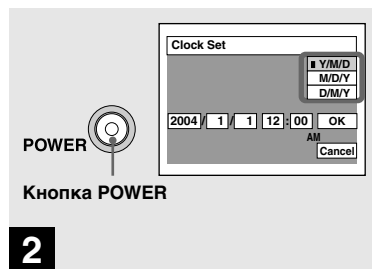 Clock Set
Y/M/D
M/D/Y
D/M/Y
2004 / 1 / 1 12 : 00 OK
AM
Cancel
POWER
Кнопка POWER
2